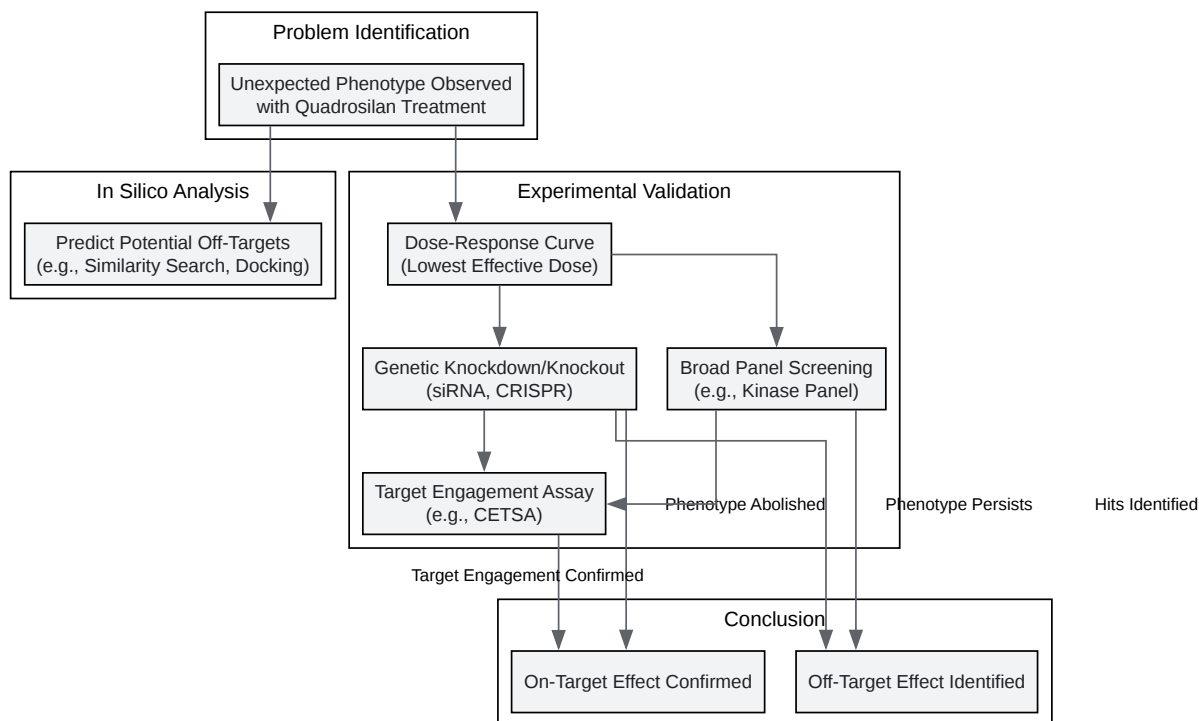 Problem Identification
Unexpected Phenotype Observed
with Quadrosilan Treatment
In Silico Analysis
Predict Potential Off-Targets
(e.g., Similarity Search, Docking)
Experimental Validation
Dose-Response Curve
(Lowest Effective Dose)
Genetic Knockdown/Knockout
(siRNA, CRISPR)
Broad Panel Screening
(e.g., Kinase Panel)
Target Engagement Assay
(e.g., CETSA)
Phenotype Abolished
Phenotype Persists
Hits Identified
Target Engagement Confirmed
Conclusion
On-Target Effect Confirmed
Off-Target Effect Identified